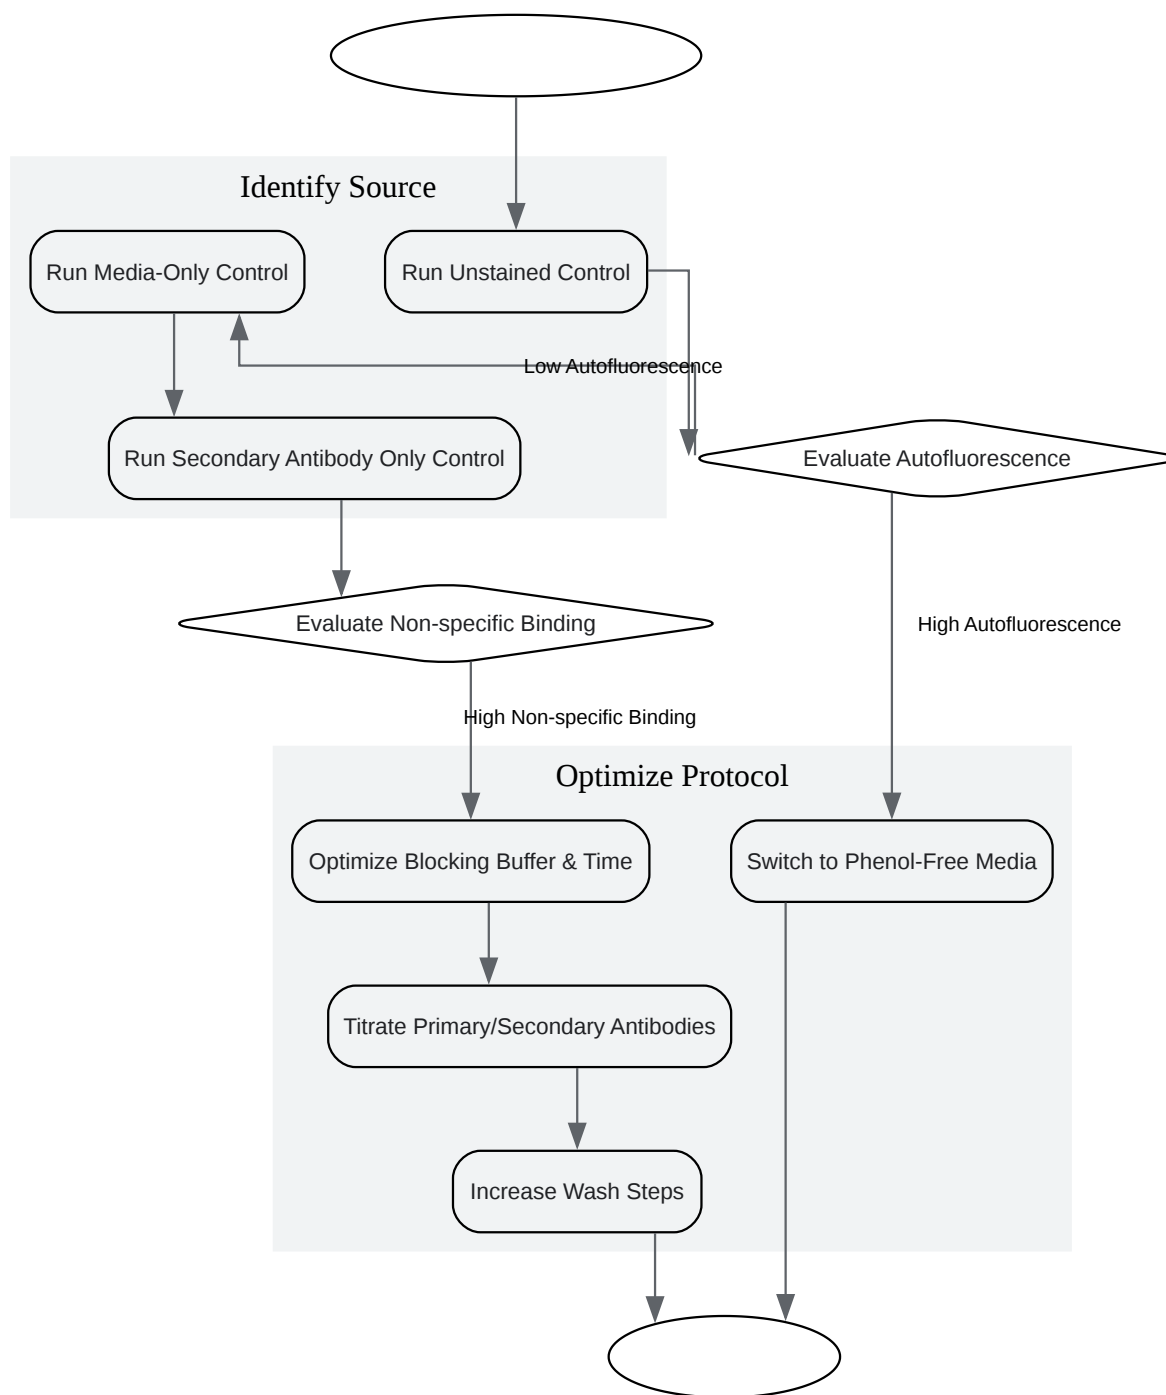 Identify Source
Run Media-Only Control
Run Unstained Control
Low Autofluorescence
Run Secondary Antibody Only Control
Evaluate Autofluorescence
Evaluate Non-specific Binding
High Autofluorescence
High Non-specific Binding
Optimize Protocol
Optimize Blocking Buffer & Time
Switch to Phenol-Free Media
Titrate Primary/Secondary Antibodies
Increase Wash Steps